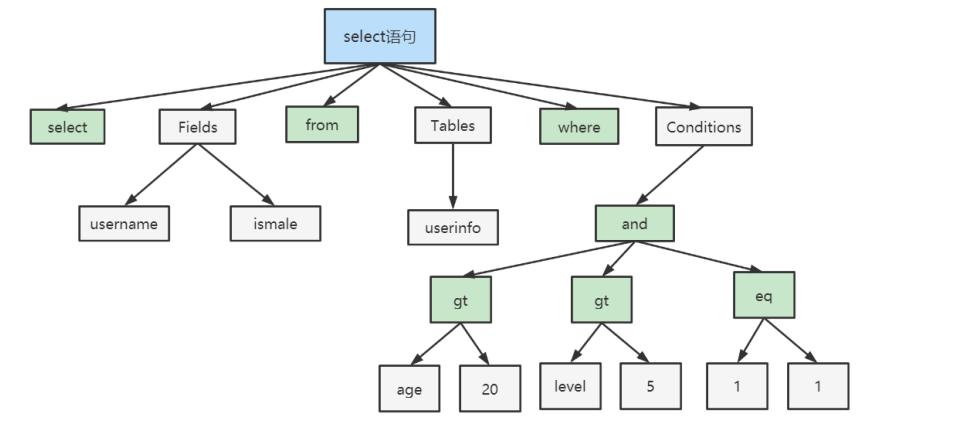 select语句
select
Fields
from
Tables
where
Conditions
username
ismale
userinfo
and
gt
gt
eq
age
20
level
5
1
1